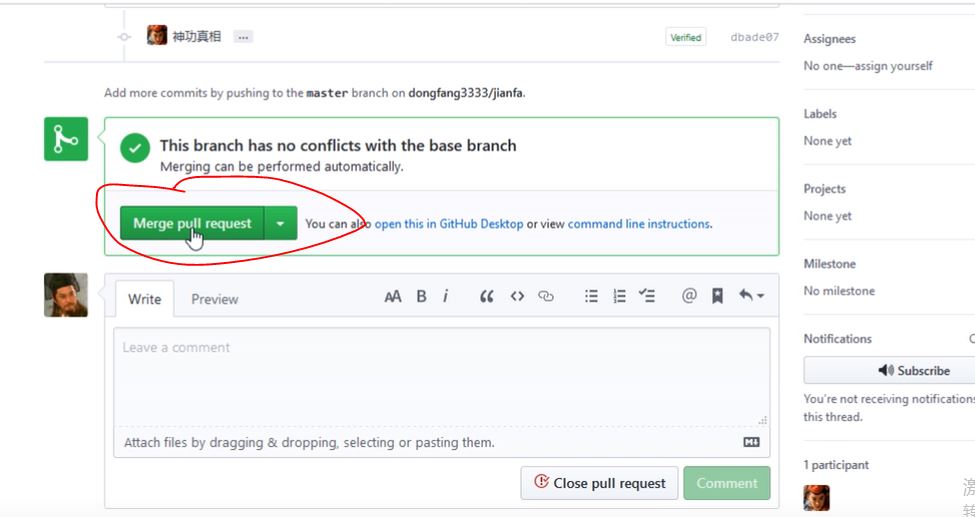 神功真相 ...
Verified dbade07
Add more commits by pushing to the master branch on dongfang3333/jianfa.
This branch has no conflicts with the base branch
Merging can be performed automatically.
Merge pull request
You can also open this in GitHub Desktop or view command line instructions.
Write Preview
AA B i
Leave a comment
Attach files by dragging & dropping, selecting or pasting them.
Close pull request Comment
Assignees
No one—assign yourself
Labels
None yet
Projects
None yet
Milestone
No milestone
Notifications
Subscribe
You're not receiving notifications
this thread.
1 participant
激
转